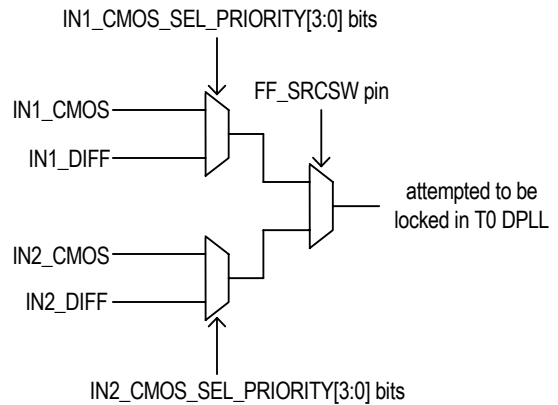 IN1_CMOS_SEL_PRIORITY[3:0] bits
FF_SRCSW pin
IN1_CMOS
IN1_DIFF
attempted to be
locked in T0 DPLL
IN2_CMOS
IN2_DIFF
IN2_CMOS_SEL_PRIORITY[3:0] bits